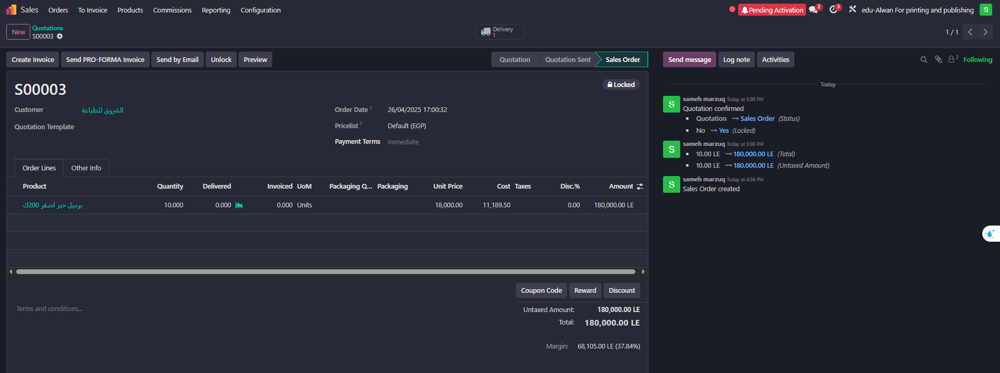 Sales Orders To Invoice Products Commissions Reporting Configuration Pending Activation 2 3 edu-Alwan For printing and publishing S
New Quotations S00003 Delivery 1 1 / 1
Create Invoice Send PRO-FORMA Invoice Send by Email Unlock Preview Quotation Quotation Sent Sales Order
S00003 Locked
Customer الشروق للطباعة Order Date ? 26/04/2025 17:00:32
Quotation Template Pricelist ? Default (EGP)
Payment Terms Immediate
Order Lines Other Info
Product Quantity Delivered Invoiced UoM Packaging Q... Packaging Unit Price Cost Taxes Disc.% Amount
برميل حبر اصفر 200ك 10.000 0.000 0.000 Units 18,000.00 11,189.50 0.00 180,000.00 LE
Coupon Code Reward Discount
Terms and conditions...
Untaxed Amount: 180,000.00 LE
Total: 180,000.00 LE
Margin: 68,105.00 LE (37.84%)
Send message Log note Activities 2 Following
Today
S sameh marzuq Today at 5:00 PM
Quotation confirmed
• Quotation → Sales Order (Status)
• No → Yes (Locked)
S sameh marzuq Today at 5:00 PM
• 10.00 LE → 180,000.00 LE (Total)
• 10.00 LE → 180,000.00 LE (Untaxed Amount)
S sameh marzuq Today at 4:56 PM
Sales Order created